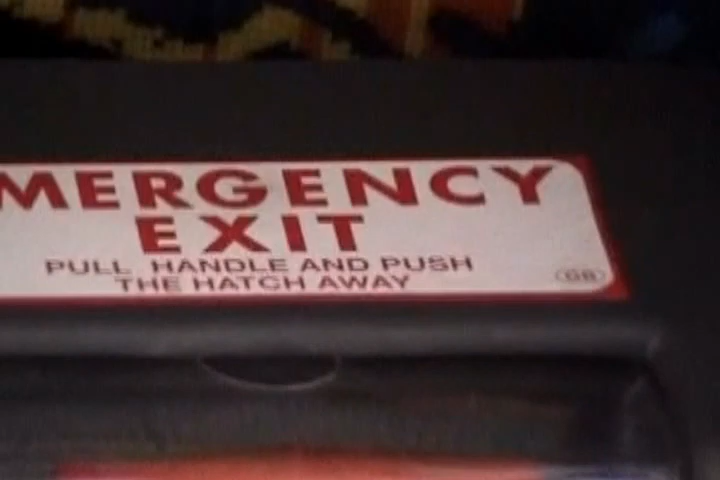 MERGENCY
EXIT
PULL HANDLE AND PUSH
THE HATCH AWAY
GB